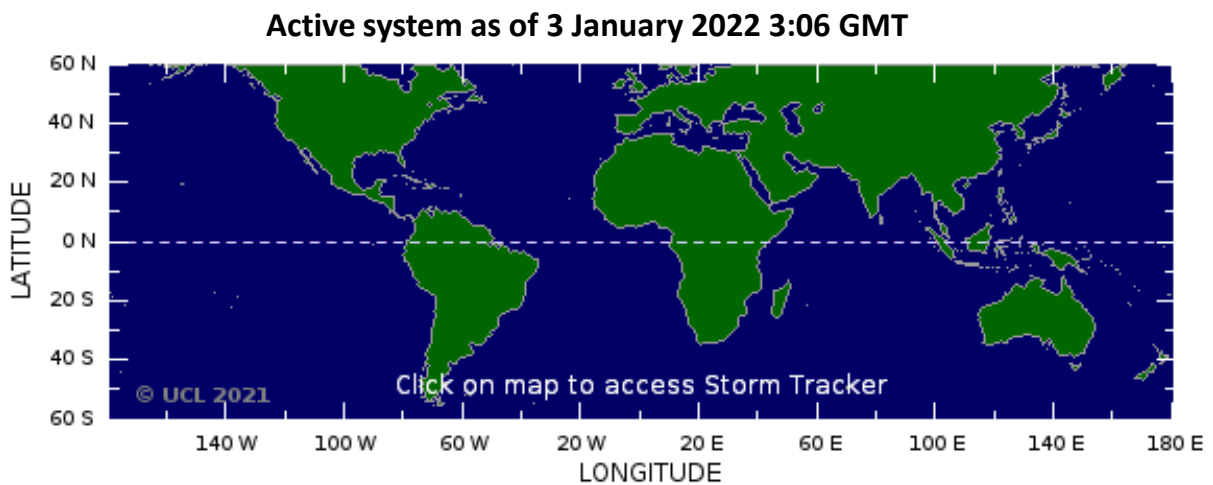 Active system as of 3 January 2022 3:06 GMT
60 N
40 N
20 N
0 N
20 S
40 S
60 S
LATITUDE
Click on map to access Storm Tracker
© UCL 2021
140 W 100 W 60 W 20 W 20 E 60 E 100 E 140 E 180 E
LONGITUDE